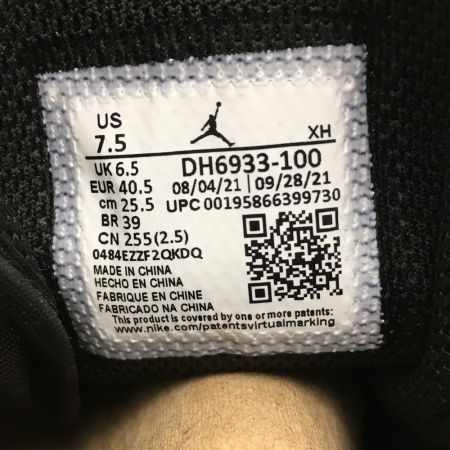 US
7.5
XH
UK 6.5
DH6933-100
EUR 40.5
08/04/21 | 09/28/21
cm 25.5
UPC 00195866399730
BR 39
CN 255(2.5)
0484EZZF2QKDQ
MADE IN CHINA
HECHO EN CHINA
FABRIQUE EN CHINE
FABRICADO NA CHINA
This product is covered by one or more patents:
www.nike.com/patentsvirtualmarking